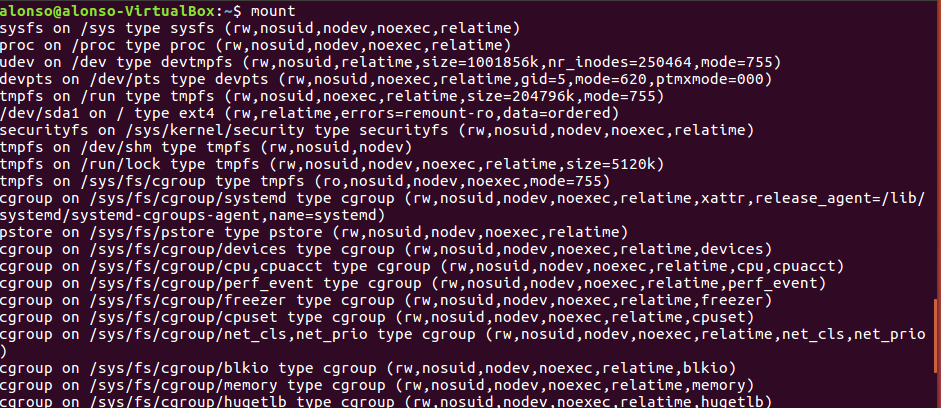 alonso@alonso-VirtualBox:~$ mount
sysfs on /sys type sysfs (rw,nosuid,nodev,noexec,relatime)
proc on /proc type proc (rw,nosuid,nodev,noexec,relatime)
udev on /dev type devtmpfs (rw,nosuid,relatime,size=1001856k,nr_inodes=250464,mode=755)
devpts on /dev/pts type devpts (rw,nosuid,noexec,relatime,gid=5,mode=620,ptmxmode=000)
tmpfs on /run type tmpfs (rw,nosuid,noexec,relatime,size=204796k,mode=755)
/dev/sda1 on / type ext4 (rw,relatime,errors=remount-ro,data=ordered)
securityfs on /sys/kernel/security type securityfs (rw,nosuid,nodev,noexec,relatime)
tmpfs on /dev/shm type tmpfs (rw,nosuid,nodev)
tmpfs on /run/lock type tmpfs (rw,nosuid,nodev,noexec,relatime,size=5120k)
tmpfs on /sys/fs/cgroup type tmpfs (ro,nosuid,nodev,noexec,mode=755)
cgroup on /sys/fs/cgroup/systemd type cgroup (rw,nosuid,nodev,noexec,relatime,xattr,release_agent=/lib/
systemd/systemd-cgroups-agent,name=systemd)
pstore on /sys/fs/pstore type pstore (rw,nosuid,nodev,noexec,relatime)
cgroup on /sys/fs/cgroup/devices type cgroup (rw,nosuid,nodev,noexec,relatime,devices)
cgroup on /sys/fs/cgroup/cpu,cpuacct type cgroup (rw,nosuid,nodev,noexec,relatime,cpu,cpuacct)
cgroup on /sys/fs/cgroup/perf_event type cgroup (rw,nosuid,nodev,noexec,relatime,perf_event)
cgroup on /sys/fs/cgroup/freezer type cgroup (rw,nosuid,nodev,noexec,relatime,freezer)
cgroup on /sys/fs/cgroup/cpuset type cgroup (rw,nosuid,nodev,noexec,relatime,cpuset)
cgroup on /sys/fs/cgroup/net_cls,net_prio type cgroup (rw,nosuid,nodev,noexec,relatime,net_cls,net_prio
)
cgroup on /sys/fs/cgroup/blkio type cgroup (rw,nosuid,nodev,noexec,relatime,blkio)
cgroup on /sys/fs/cgroup/memory type cgroup (rw,nosuid,nodev,noexec,relatime,memory)
cgroup on /sys/fs/cgroup/hugetlb type cgroup (rw,nosuid,nodev,noexec,relatime,hugetlb)